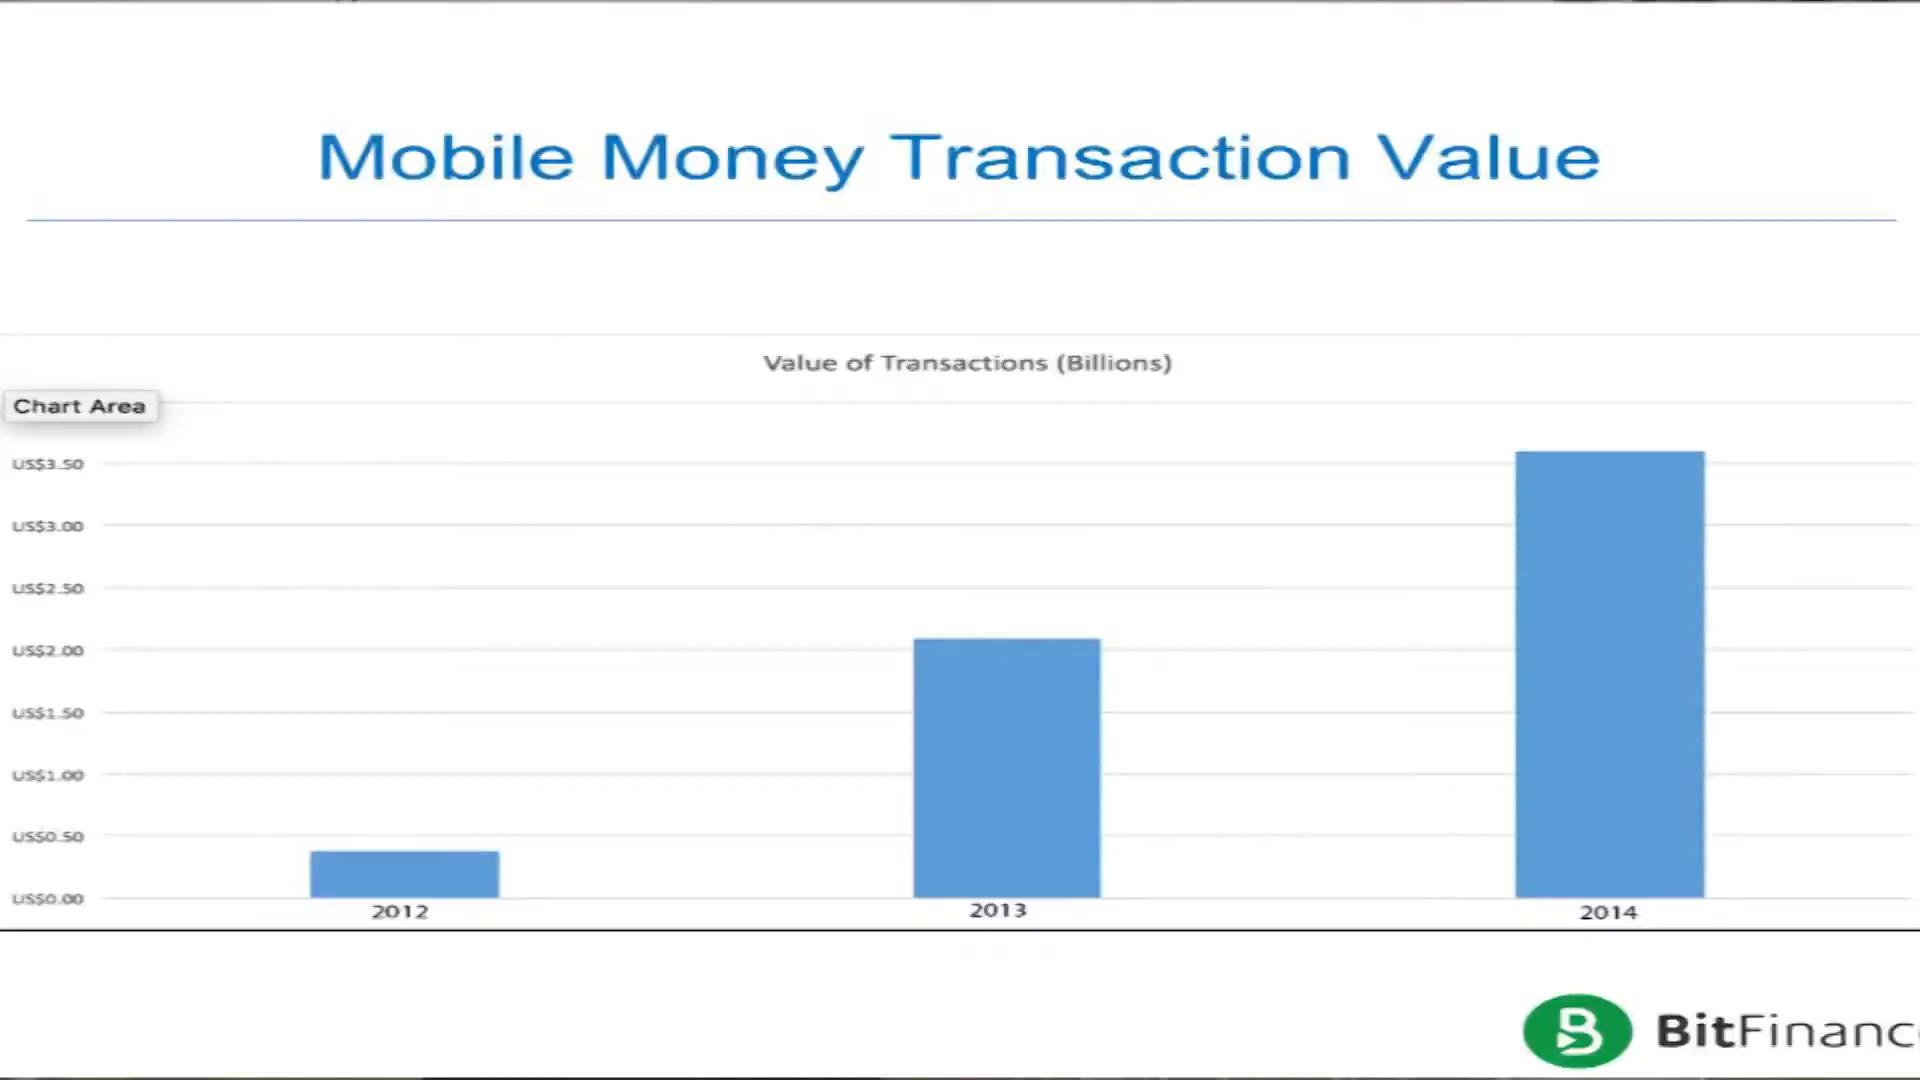 Mobile Money Transaction Value
Value of Transactions (Billions)
Chart Area
US$3.50
US$3.00
US$2.50
US$2.00
US$1.50
US$1.00
US$0.50
US$0.00
2012 2013 2014
BitFinanc